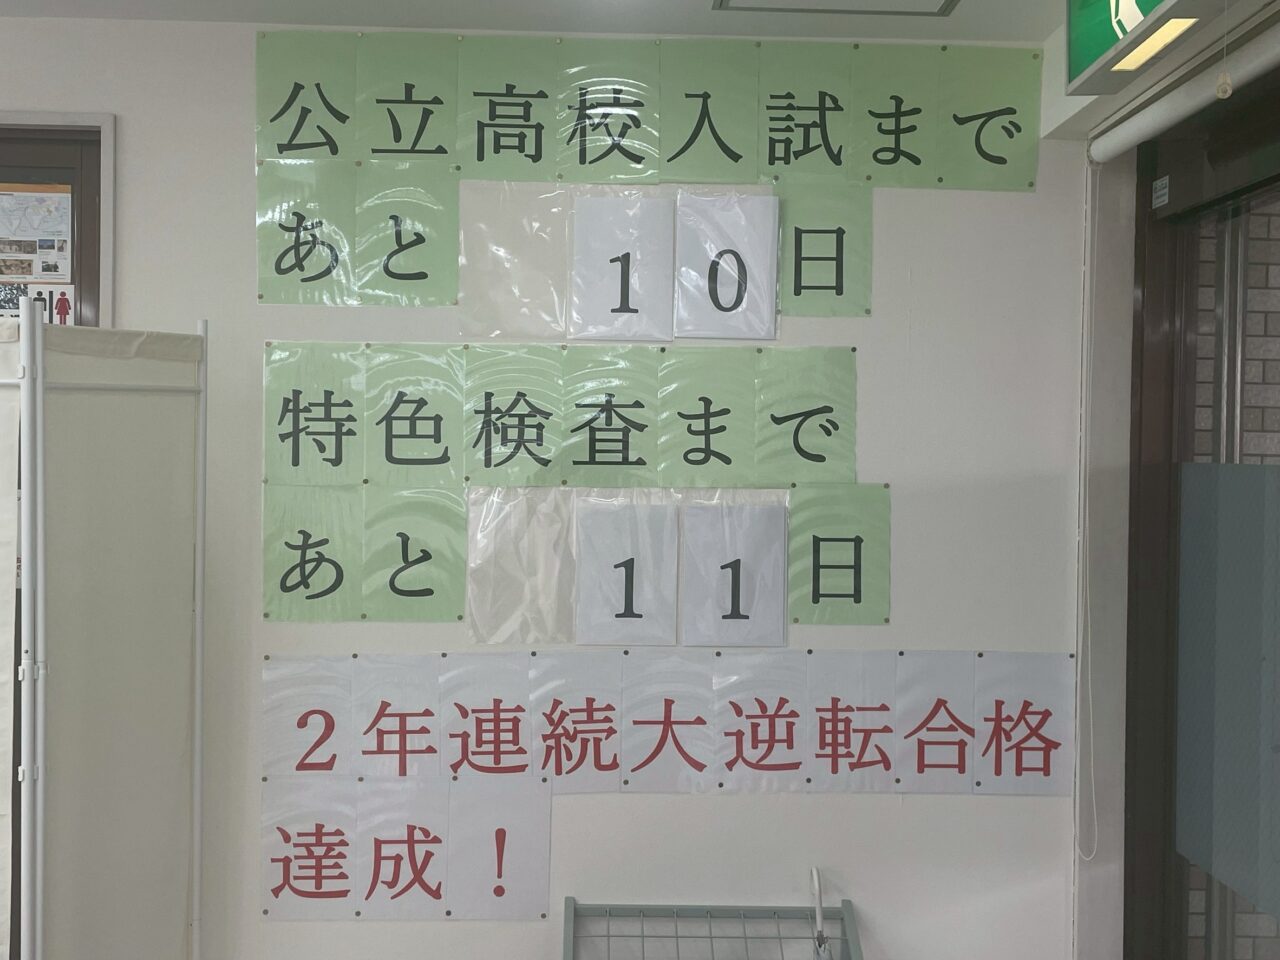 公立高校入試まで
あと 10日
特色検査まで
あと 11日
2年連続大逆転合格
達成！